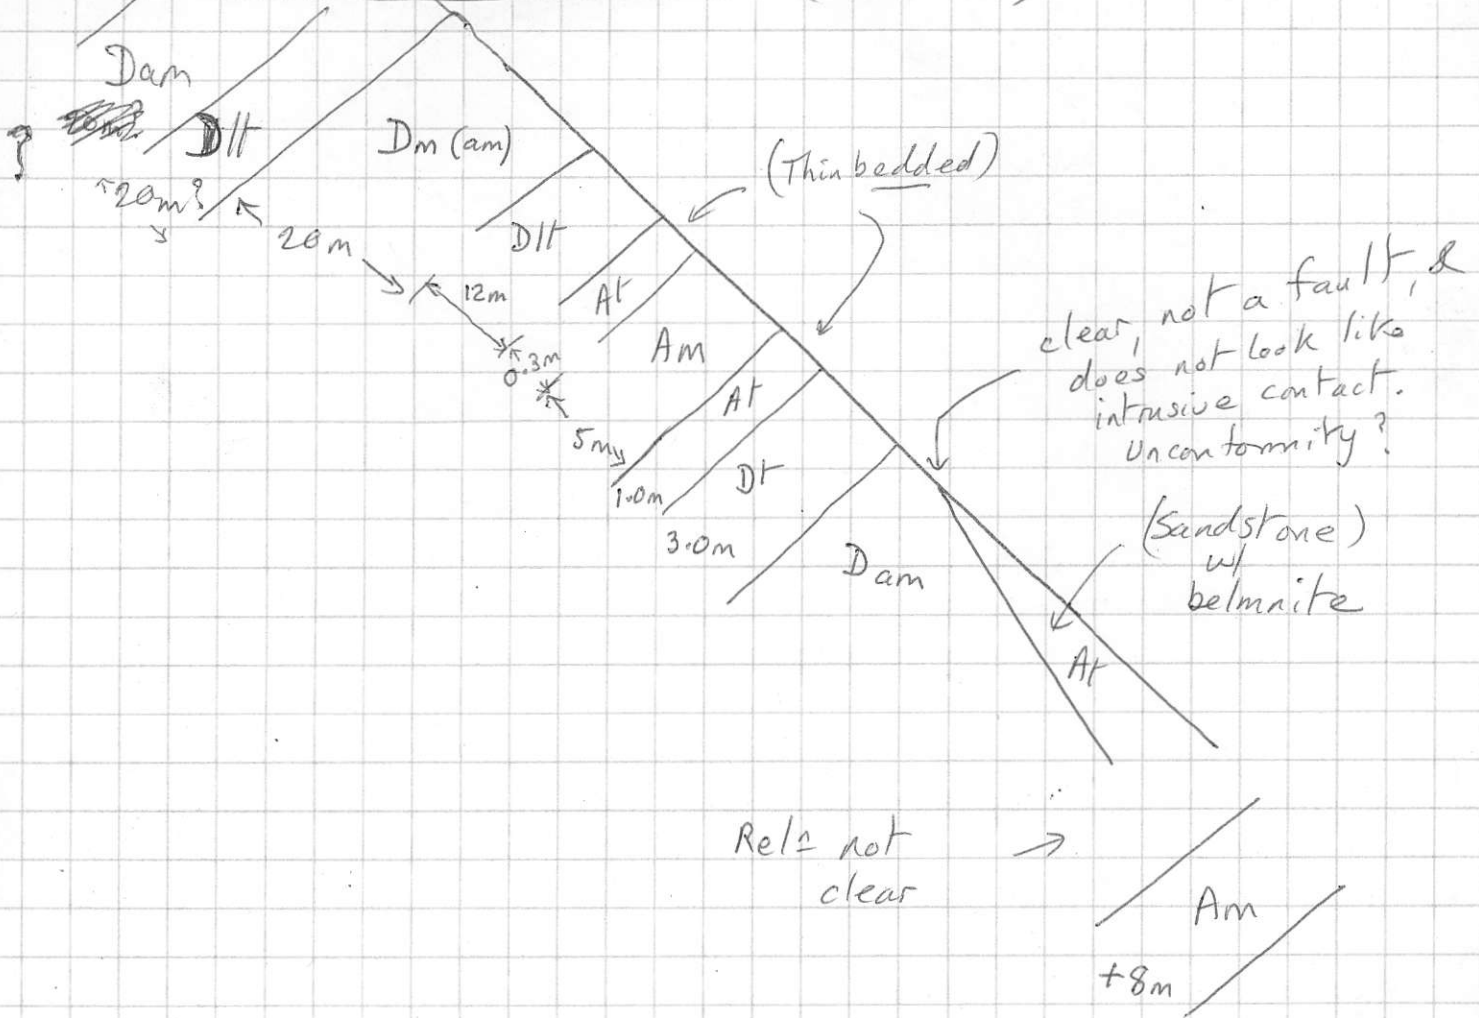 Dam
?
Dlt
20m?
Dm (am)
20m
Dlt
12m
(Thin bedded)
At
0.3m
Am
5m
At
1.0m
Dt
3.0m
Dam
clear, not a fault, &
does not look like
intrusive contact.
Unconformity?
(Sandstone)
w/
belmnite
At
Rel= not
clear
Am
+8m